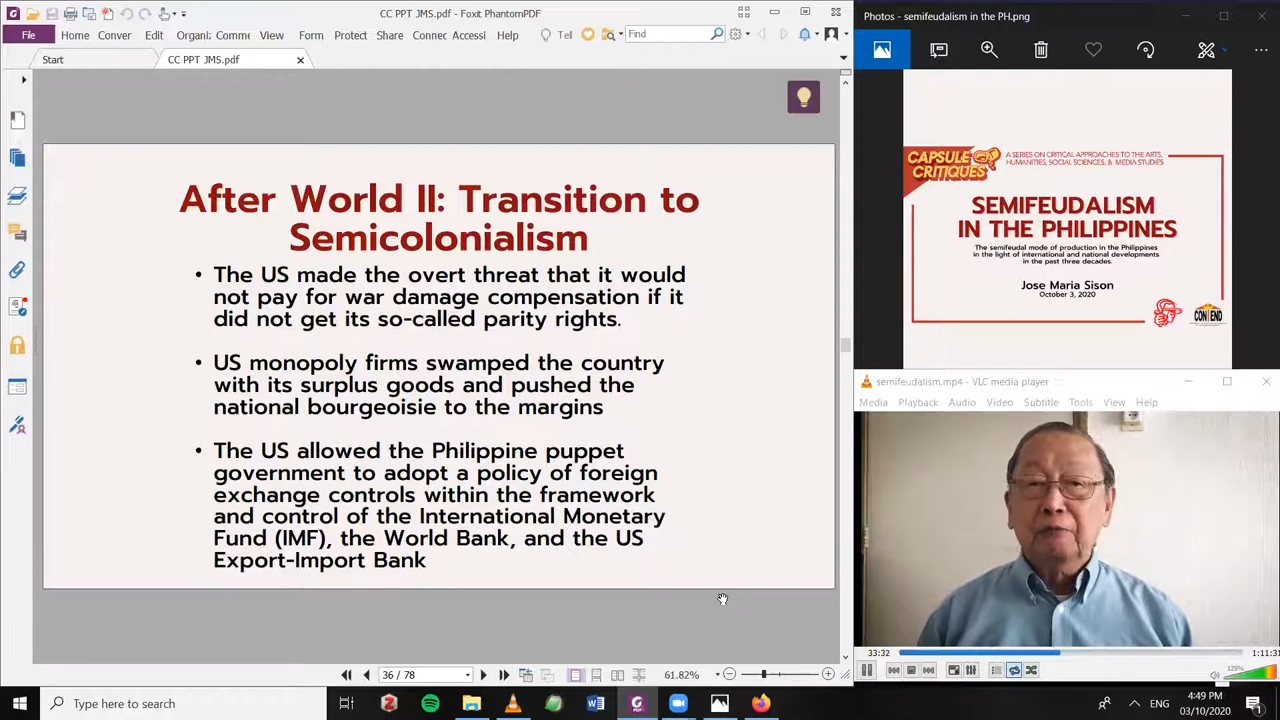 CC PPT JMS.pdf - Foxit PhantomPDF
File Home Conver Edit Organi: Comme View Form Protect Share Connec Accessi Help Tel Find
Start CC PPT JMS.pdf
After World II: Transition to
Semicolonialism
• The US made the overt threat that it would
not pay for war damage compensation if it
did not get its so-called parity rights.
• US monopoly firms swamped the country
with its surplus goods and pushed the
national bourgeoisie to the margins
• The US allowed the Philippine puppet
government to adopt a policy of foreign
exchange controls within the framework
and control of the International Monetary
Fund (IMF), the World Bank, and the US
Export-Import Bank
36 / 78
61.82%
Photos - semifeudalism in the PH.png
CAPSULE
CRITIQUES
A SERIES ON CRITICAL APPROACHES TO THE ARTS,
HUMANITIES, SOCIAL SCIENCES, & MEDIA STUDIES
SEMIFEUDALISM
IN THE PHILIPPINES
The semifeudal mode of production in the Philippines
in the light of international and national developments
in the past three decades.
Jose Maria Sison
October 3, 2020
CONTEND
semifeudalism.mp4 - VLC media player
Media Playback Audio Video Subtitle Tools View Help
33:32
1:11:31
125%
Type here to search
ENG
4:49 PM
03/10/2020